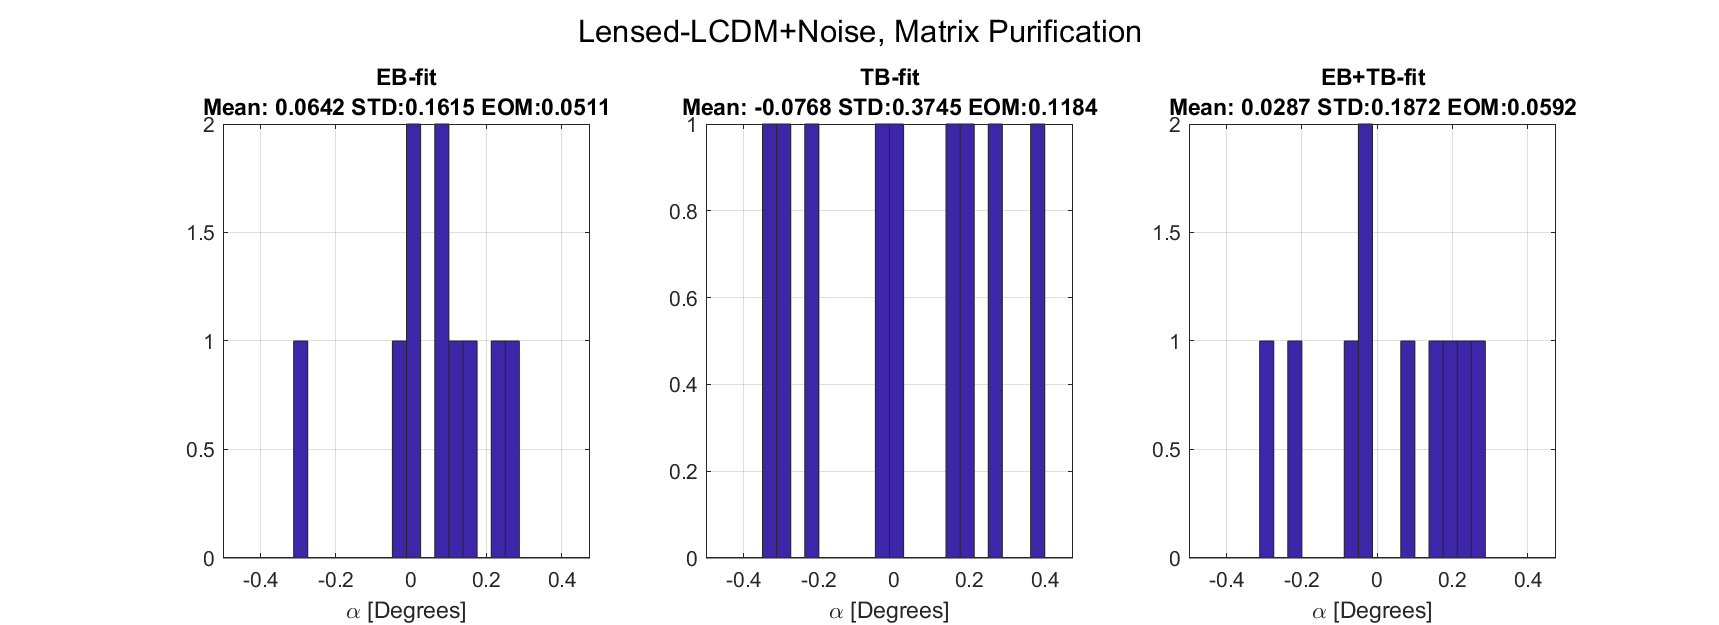 Lensed-LCDM+Noise, Matrix Purification
EB-fit
Mean: 0.0642 STD:0.1615 EOM:0.0511
2
1.5
1
0.5
0
-0.4 -0.2 0 0.2 0.4
α [Degrees]
TB-fit
Mean: -0.0768 STD:0.3745 EOM:0.1184
1
0.8
0.6
0.4
0.2
0
-0.4 -0.2 0 0.2 0.4
α [Degrees]
EB+TB-fit
Mean: 0.0287 STD:0.1872 EOM:0.0592
2
1.5
1
0.5
0
-0.4 -0.2 0 0.2 0.4
α [Degrees]